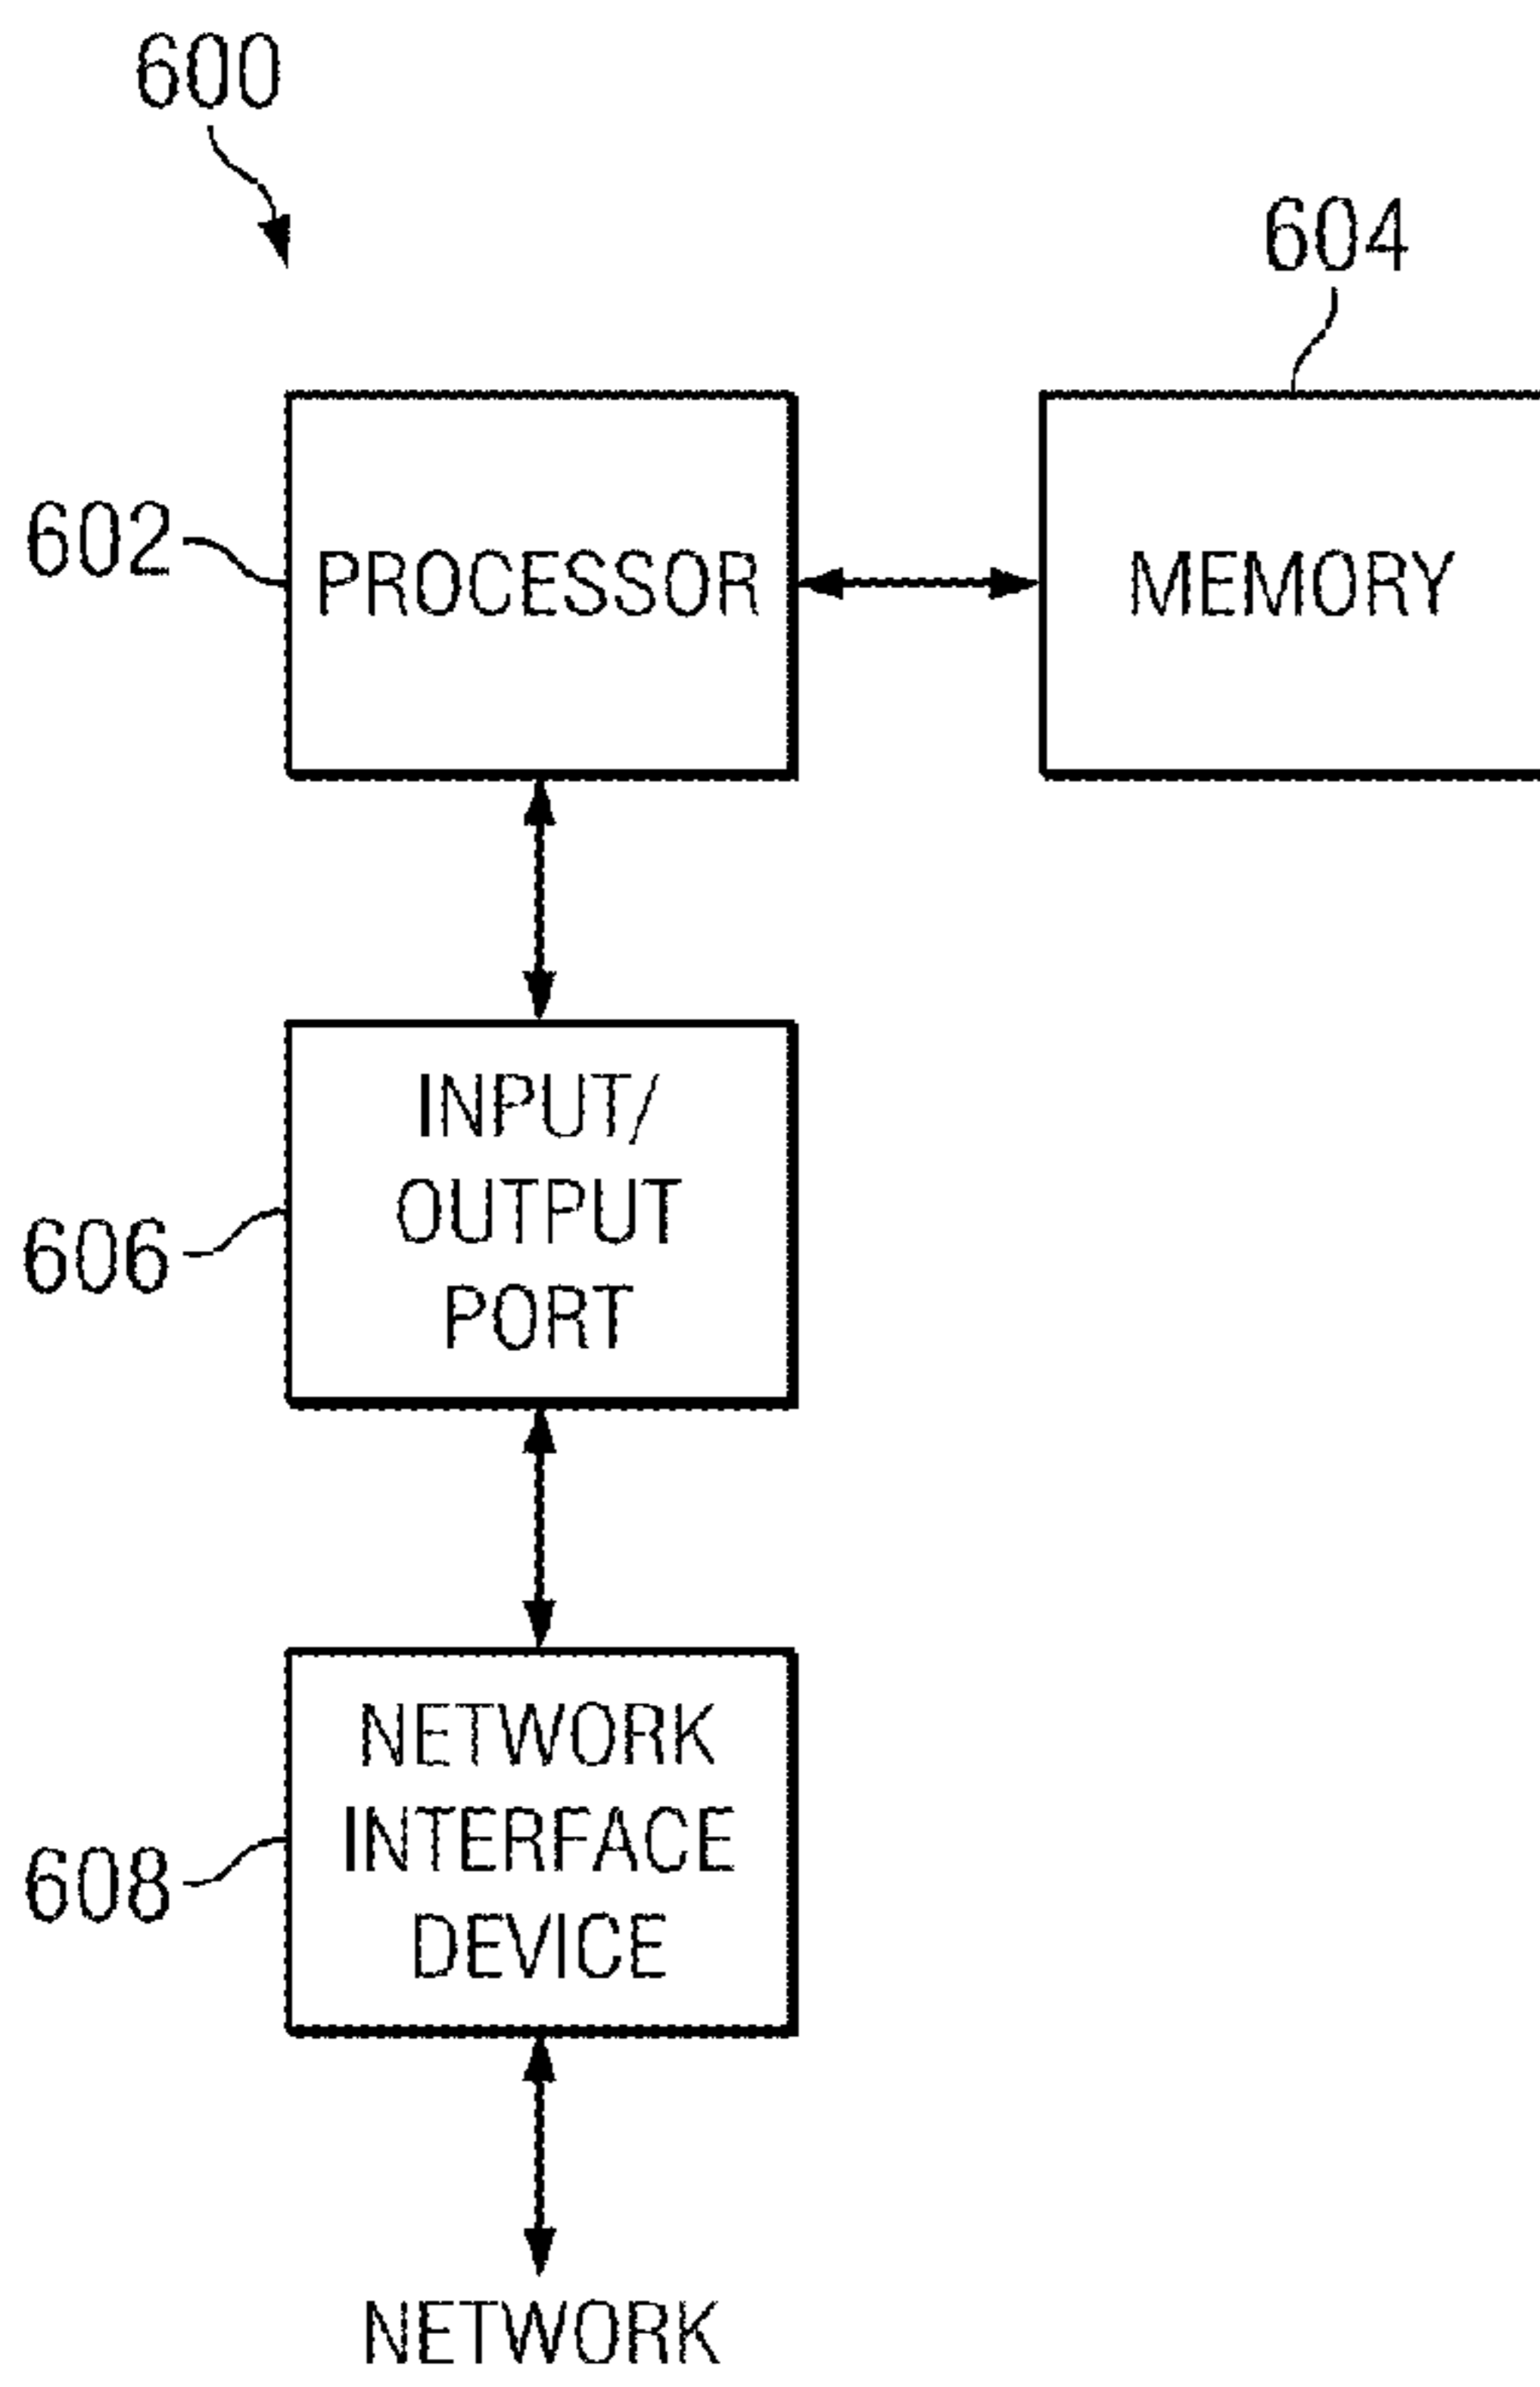 600
604
602
PROCESSOR
MEMORY
606
INPUT/
OUTPUT
PORT
608
NETWORK
INTERFACE
DEVICE
NETWORK